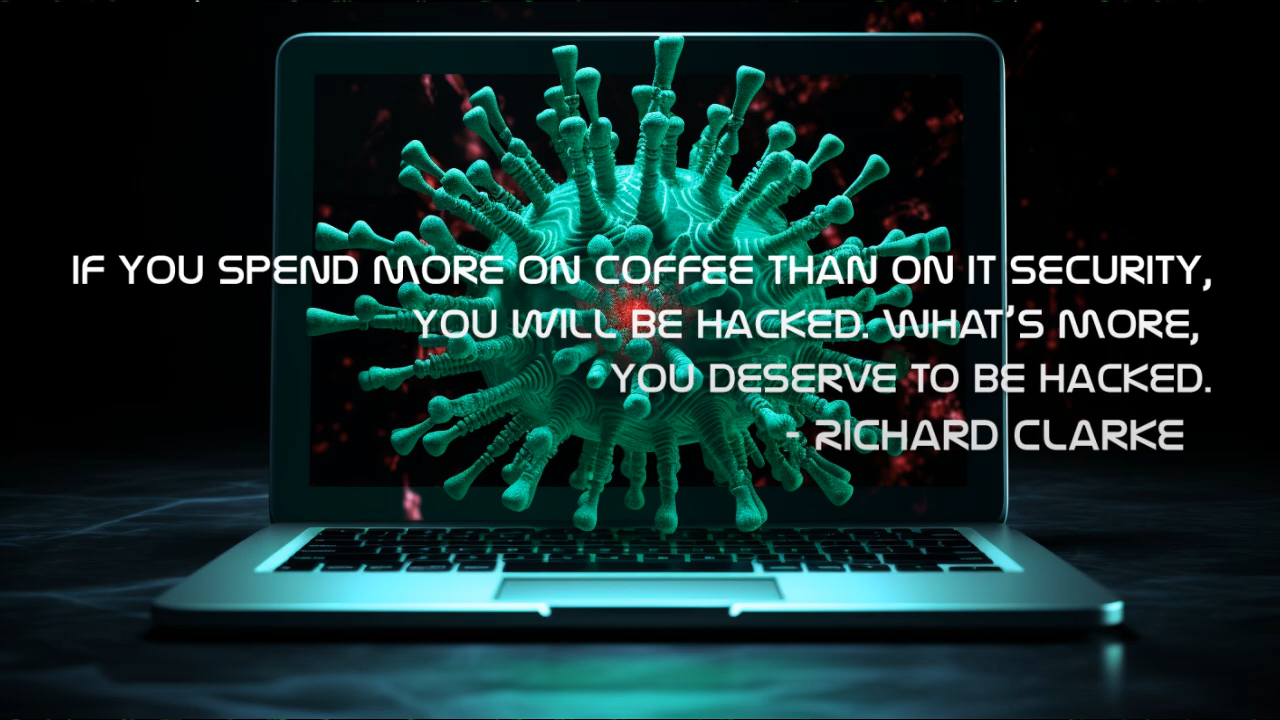 IF YOU SPEND MORE ON COFFEE THAN ON IT SECURITY,
YOU WILL BE HACKED. WHAT'S MORE,
YOU DESERVE TO BE HACKED.
- RICHARD CLARKE